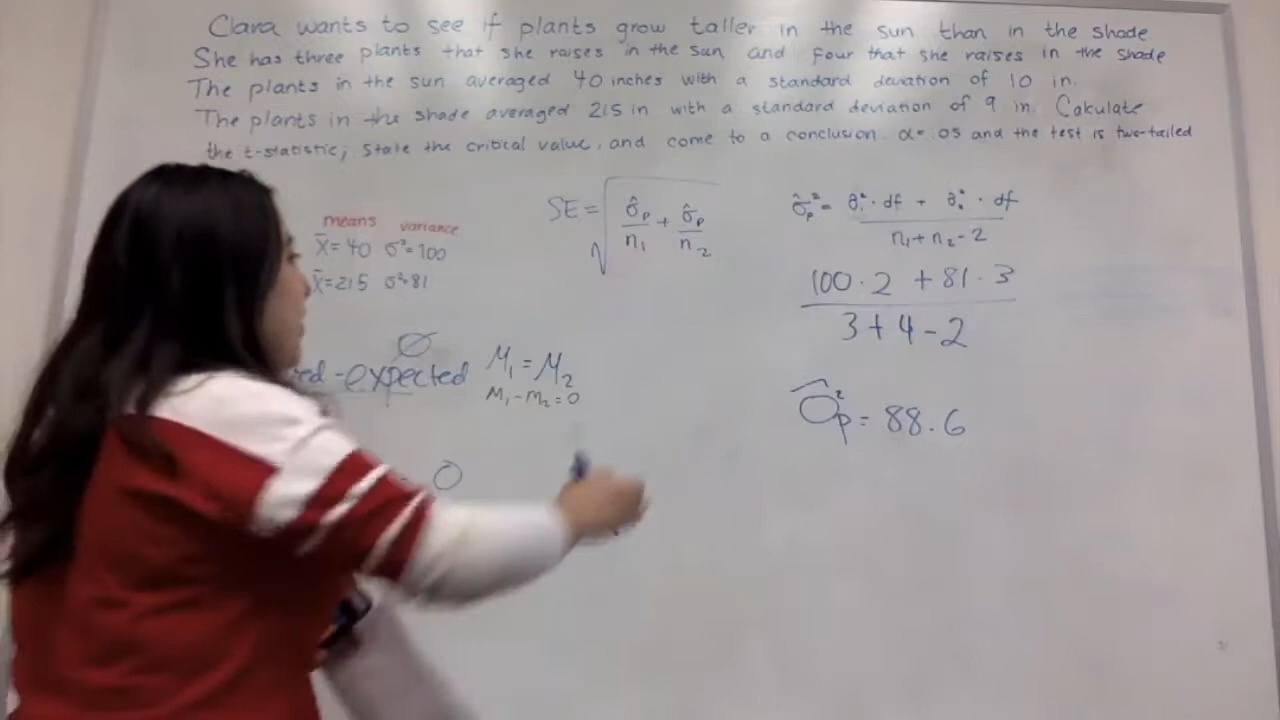 Clara wants to see if plants grow taller in the sun than in the shade
She has three plants that she raises in the sun and four that she raises in the shade
The plants in the sun averaged 40 inches with a standard deviation of 10 in.
The plants in the shade averaged 21.5 in with a standard deviation of 9 in. Calculate
the t-statistic, state the critical value, and come to a conclusion. α = .05 and the test is two-tailed
means variance
X̄ = 40 σ² = 100
X̄ = 21.5 σ² = 81
SE = √(σ̂p/n₁ + σ̂p/n₂)
σ̂p² = (σ̂₁² · df + σ̂₂² · df)/(n₁ + n₂ - 2)
(100 · 2 + 81 · 3)/(3 + 4 - 2)
σ̂p² = 88.6
- expected
M₁ = M₂
M₁ - M₂ = 0
0